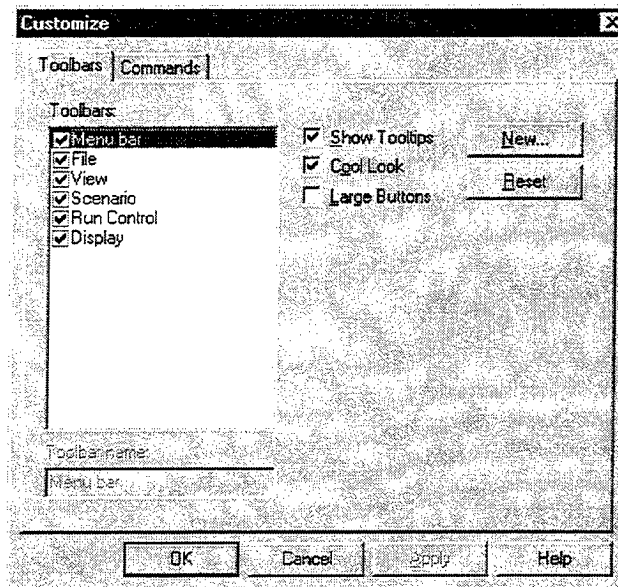 Customize
Toolbars
Commands
Toolbars:
Menu bar
File
View
Scenario
Run Control
Display
Show Tooltips
Cool Look
Large Buttons
New...
Reset
Toolbar name:
Menu bar
OK
Cancel
Apply
Help